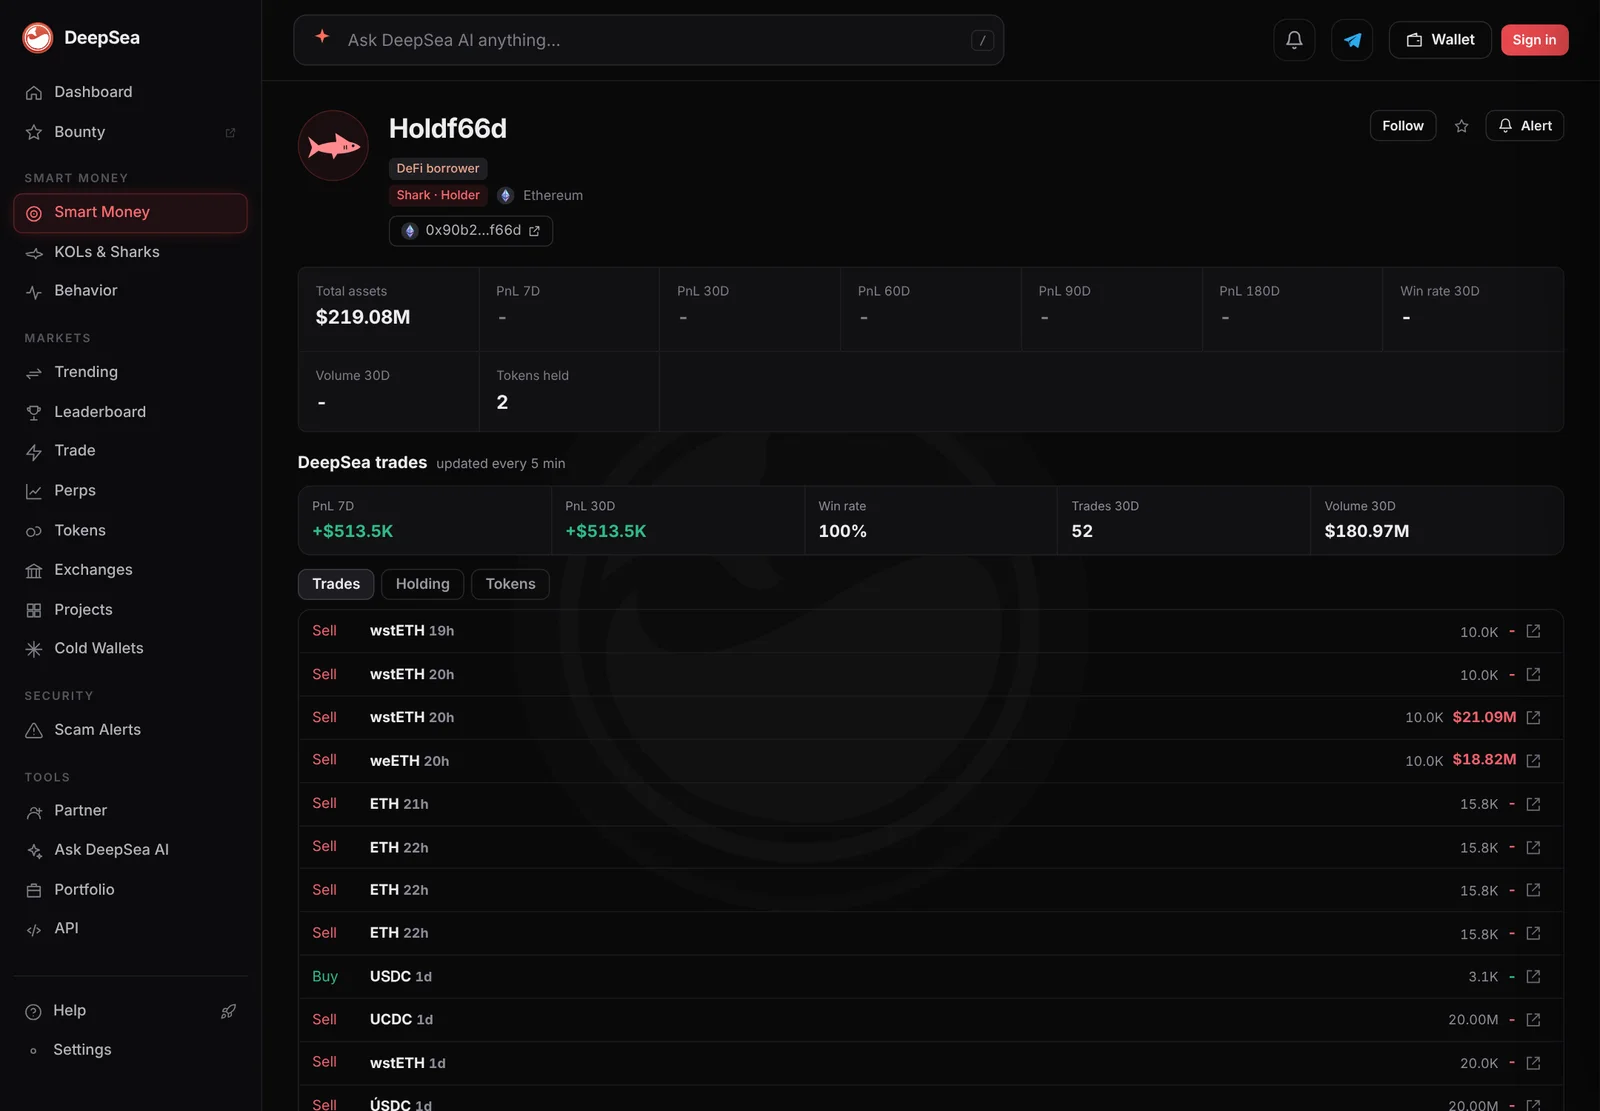 DeepSea
Dashboard
Bounty
SMART MONEY
Smart Money
KOLs & Sharks
Behavior
MARKETS
Trending
Leaderboard
Trade
Perps
Tokens
Exchanges
Projects
Cold Wallets
SECURITY
Scam Alerts
TOOLS
Partner
Ask DeepSea AI
Portfolio
API
Help
Settings
Ask DeepSea AI anything... /
Wallet
Sign in
Holdf66d
DeFi borrower
Shark · Holder Ethereum
0x90b2...f66d
Follow
Alert
Total assets
$219.08M
PnL 7D
-
PnL 30D
-
PnL 60D
-
PnL 90D
-
PnL 180D
-
Win rate 30D
-
Volume 30D
-
Tokens held
2
DeepSea trades updated every 5 min
PnL 7D
+$513.5K
PnL 30D
+$513.5K
Win rate
100%
Trades 30D
52
Volume 30D
$180.97M
Trades Holding Tokens
Sell wstETH 19h 10.0K -
Sell wstETH 20h 10.0K -
Sell wstETH 20h 10.0K $21.09M
Sell weETH 20h 10.0K $18.82M
Sell ETH 21h 15.8K -
Sell ETH 22h 15.8K -
Sell ETH 22h 15.8K -
Sell ETH 22h 15.8K -
Buy USDC 1d 3.1K -
Sell UCDC 1d 20.00M -
Sell wstETH 1d 20.0K -
Sell ÚSDC 1d 20.00M -